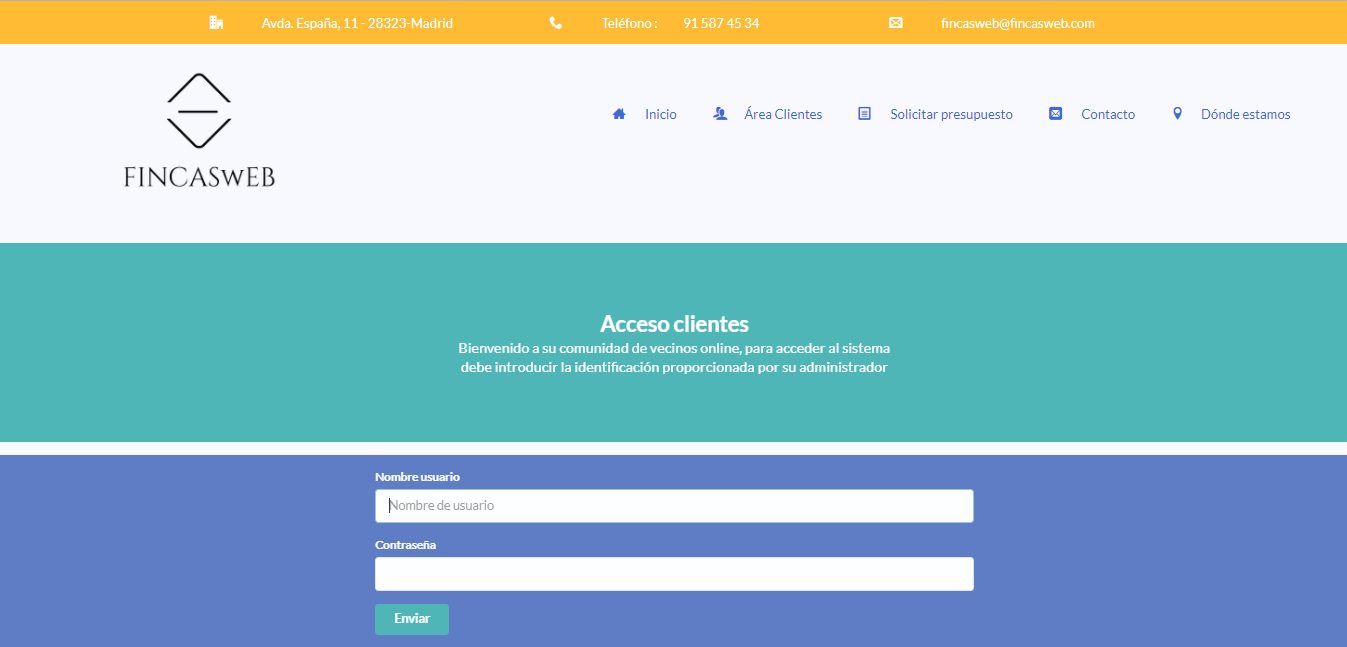 Avda. España, 11 - 28323-Madrid Teléfono : 91 587 45 34 fincasweb@fincasweb.com
Inicio Área Clientes Solicitar presupuesto Contacto Dónde estamos
FINCASwEB
Acceso clientes
Bienvenido a su comunidad de vecinos online, para acceder al sistema
debe introducir la identificación proporcionada por su administrador
Nombre usuario
Nombre de usuario
Contraseña
Enviar